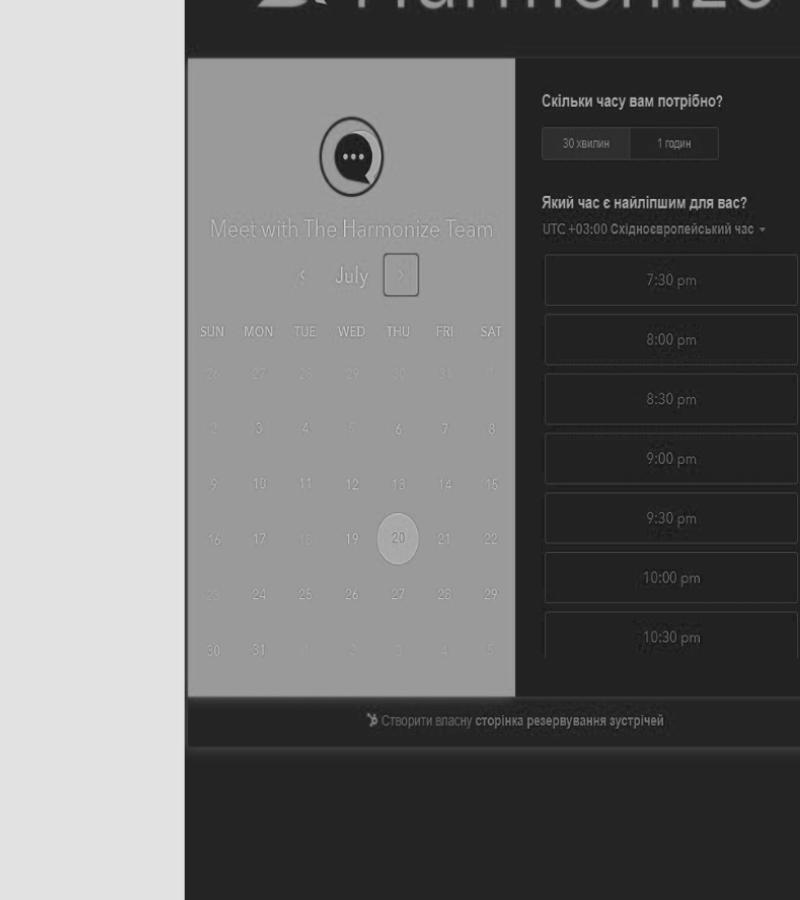 Harmonize
Meet with The Harmonize Team
July
SUN MON TUE WED THU FRI SAT
26 27 28 29 30 31 1
2 3 4 5 6 7 8
9 10 11 12 13 14 15
16 17 18 19 20 21 22
23 24 25 26 27 28 29
30 31 1 2 3 4 5
Скільки часу вам потрібно?
30 хвилин 1 годин
Який час є найліпшим для вас?
UTC +03:00 Східноєвропейський час
7:30 pm
8:00 pm
8:30 pm
9:00 pm
9:30 pm
10:00 pm
10:30 pm
Створити власну сторінка резервування зустрічей